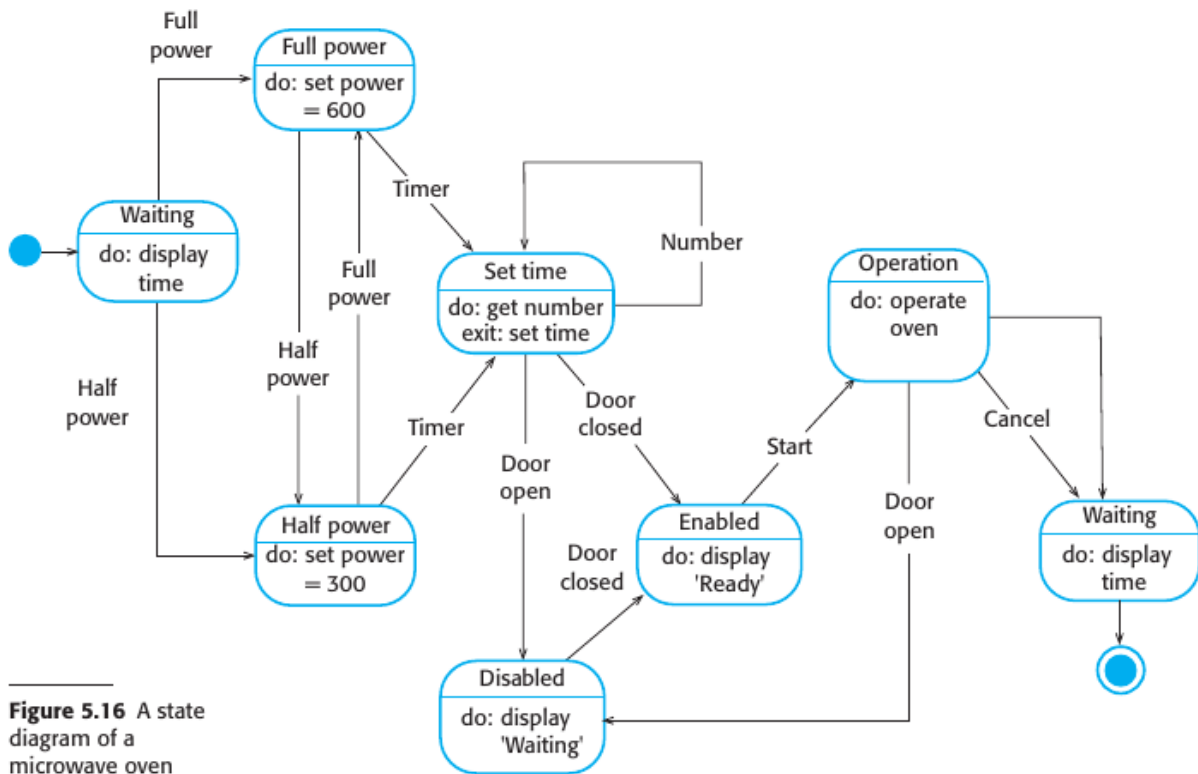 Full
power
Full power
do: set power
= 600
Timer
Number
Waiting
do: display
time
Full
power
Set time
do: get number
exit: set time
Operation
do: operate
oven
Half
power
Half
power
Timer
Door
closed
Door
open
Start
Cancel
Door
open
Half power
do: set power
= 300
Enabled
do: display
'Ready'
Door
closed
Waiting
do: display
time
Disabled
do: display
'Waiting'
Figure 5.16 A state
diagram of a
microwave oven